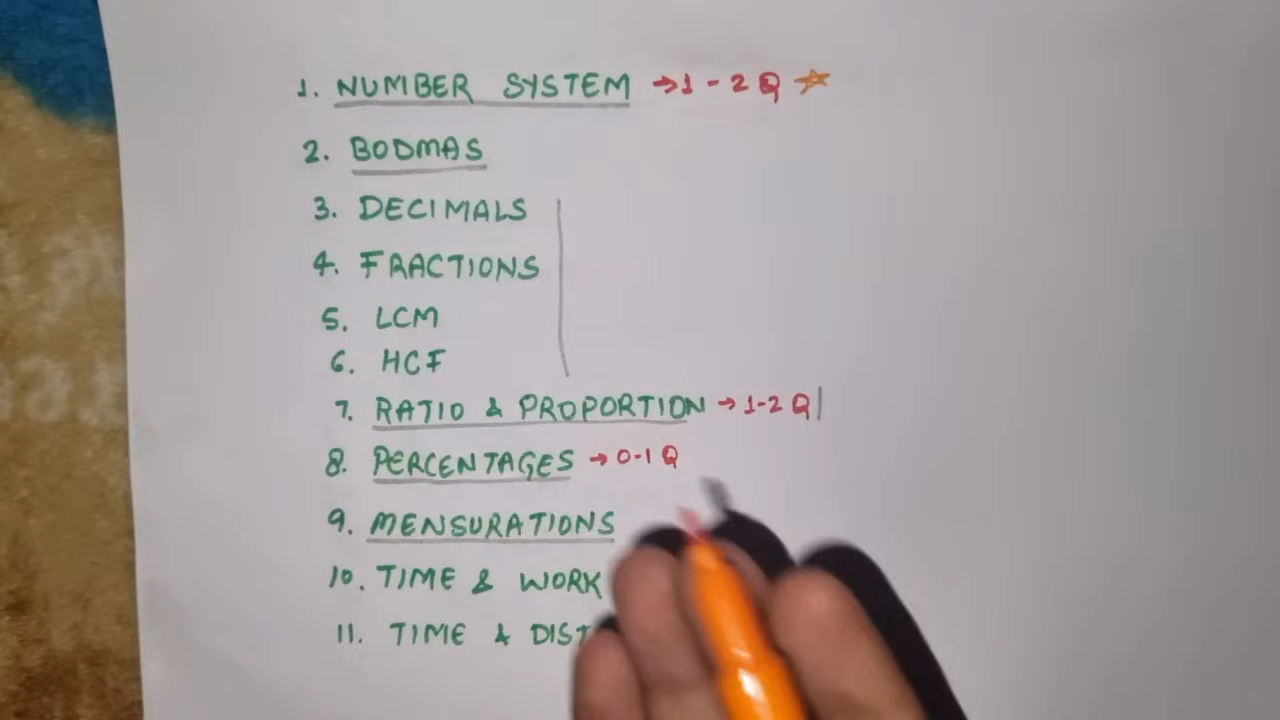 1. NUMBER SYSTEM → 1 - 2 Q ☆
2. BODMAS
3. DECIMALS
4. FRACTIONS
5. LCM
6. HCF
7. RATIO & PROPORTION → 1-2 Q
8. PERCENTAGES → 0-1 Q
9. MENSURATIONS
10. TIME & WORK
11. TIME &